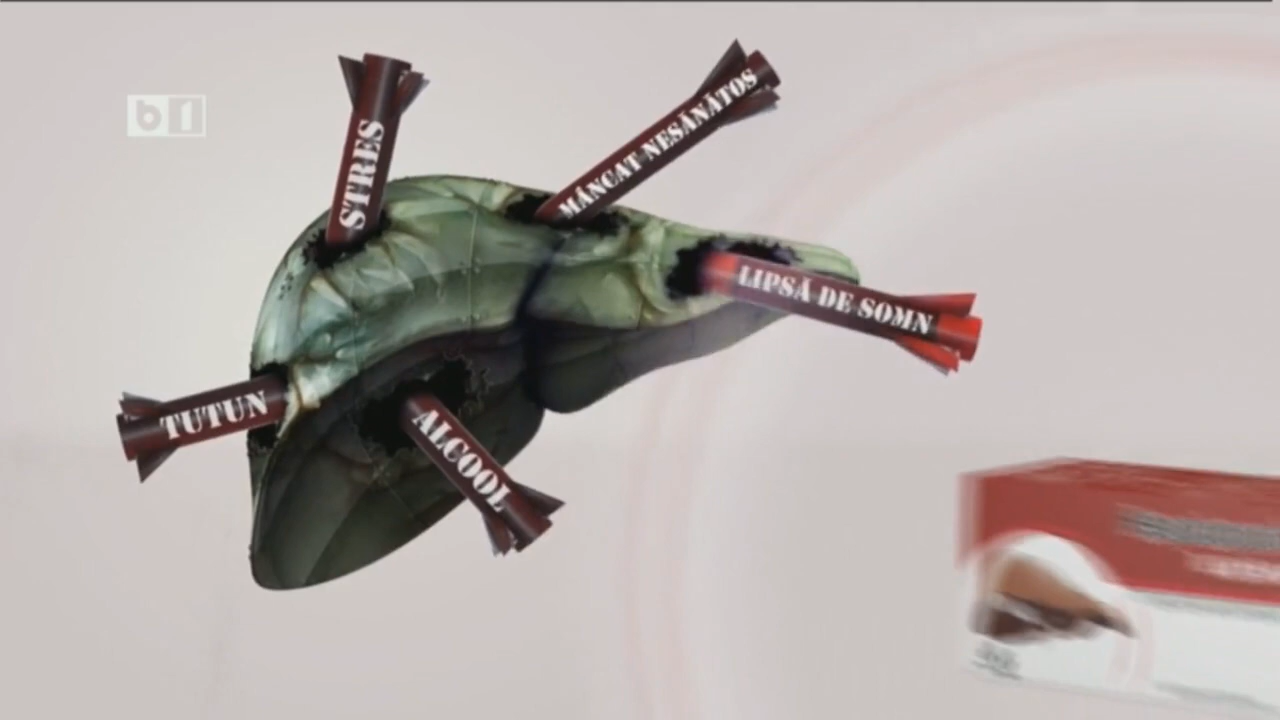 b1
STRES
MÂNCAT NESĂNĂTOS
LIPSĂ DE SOMN
TUTUN
ALCOOL